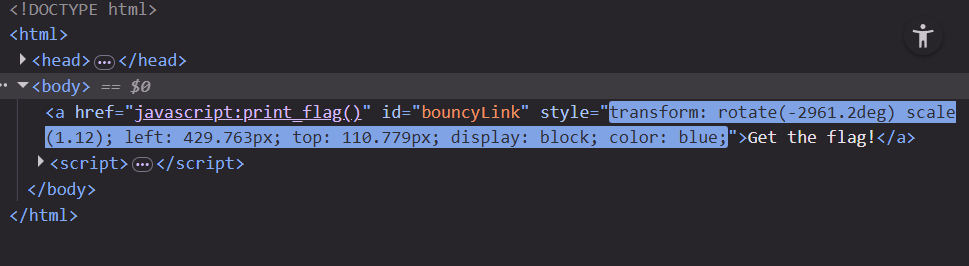 <!DOCTYPE html>
<html>
<head>…</head>
<body> == $0
<a href="javascript:print_flag()" id="bouncyLink" style="transform: rotate(-2961.2deg) scale
(1.12); left: 429.763px; top: 110.779px; display: block; color: blue;">Get the flag!</a>
<script>…</script>
</body>
</html>